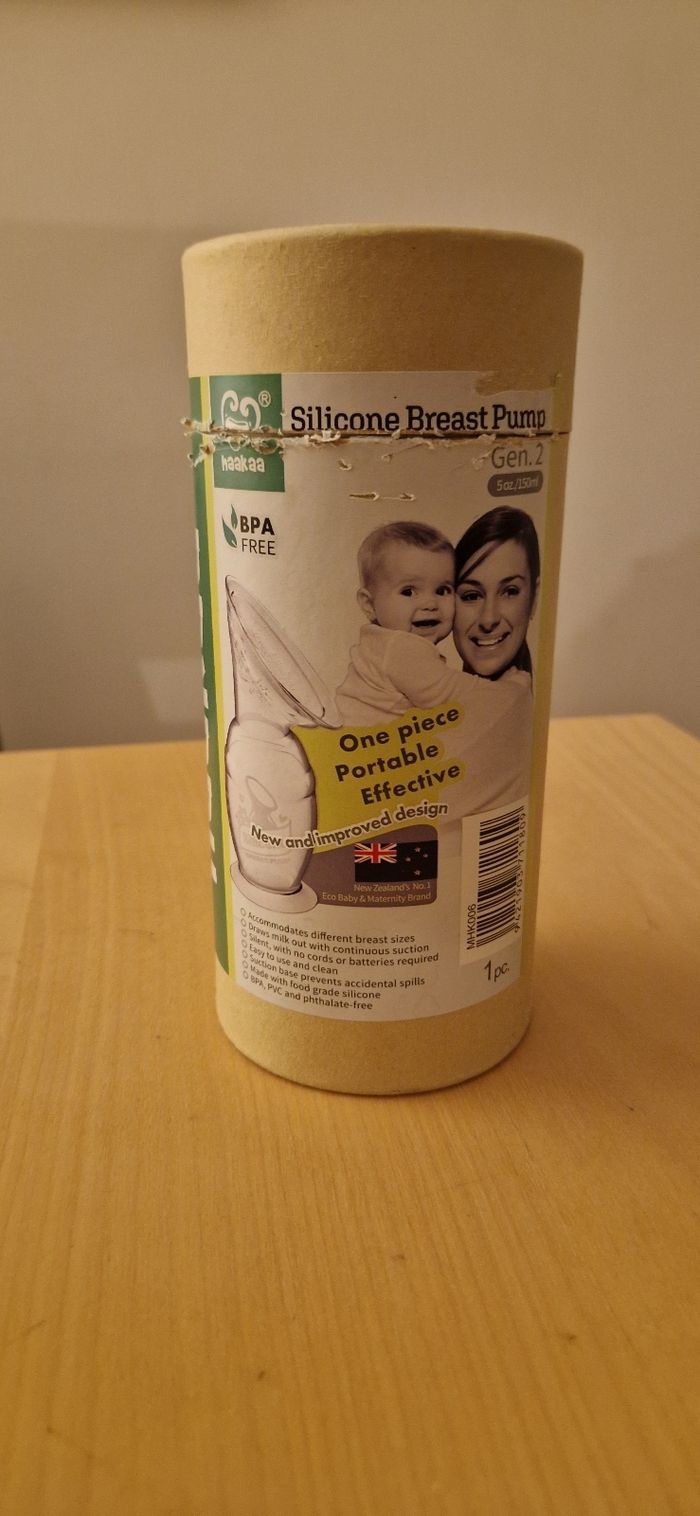 ®
haakaa
Silicone Breast Pump
Gen. 2
5 oz./150ml
BPA
FREE
One piece
Portable
Effective
New and improved design
New Zealand's No.1
Eco Baby & Maternity Brand
Accommodates different breast sizes
Draws milk out with continuous suction
Silent, with no cords or batteries required
Easy to use and clean
Suction base prevents accidental spills
Made with food grade silicone
BPA, PVC and phthalate-free
MHK006
9421903711809
1pc.